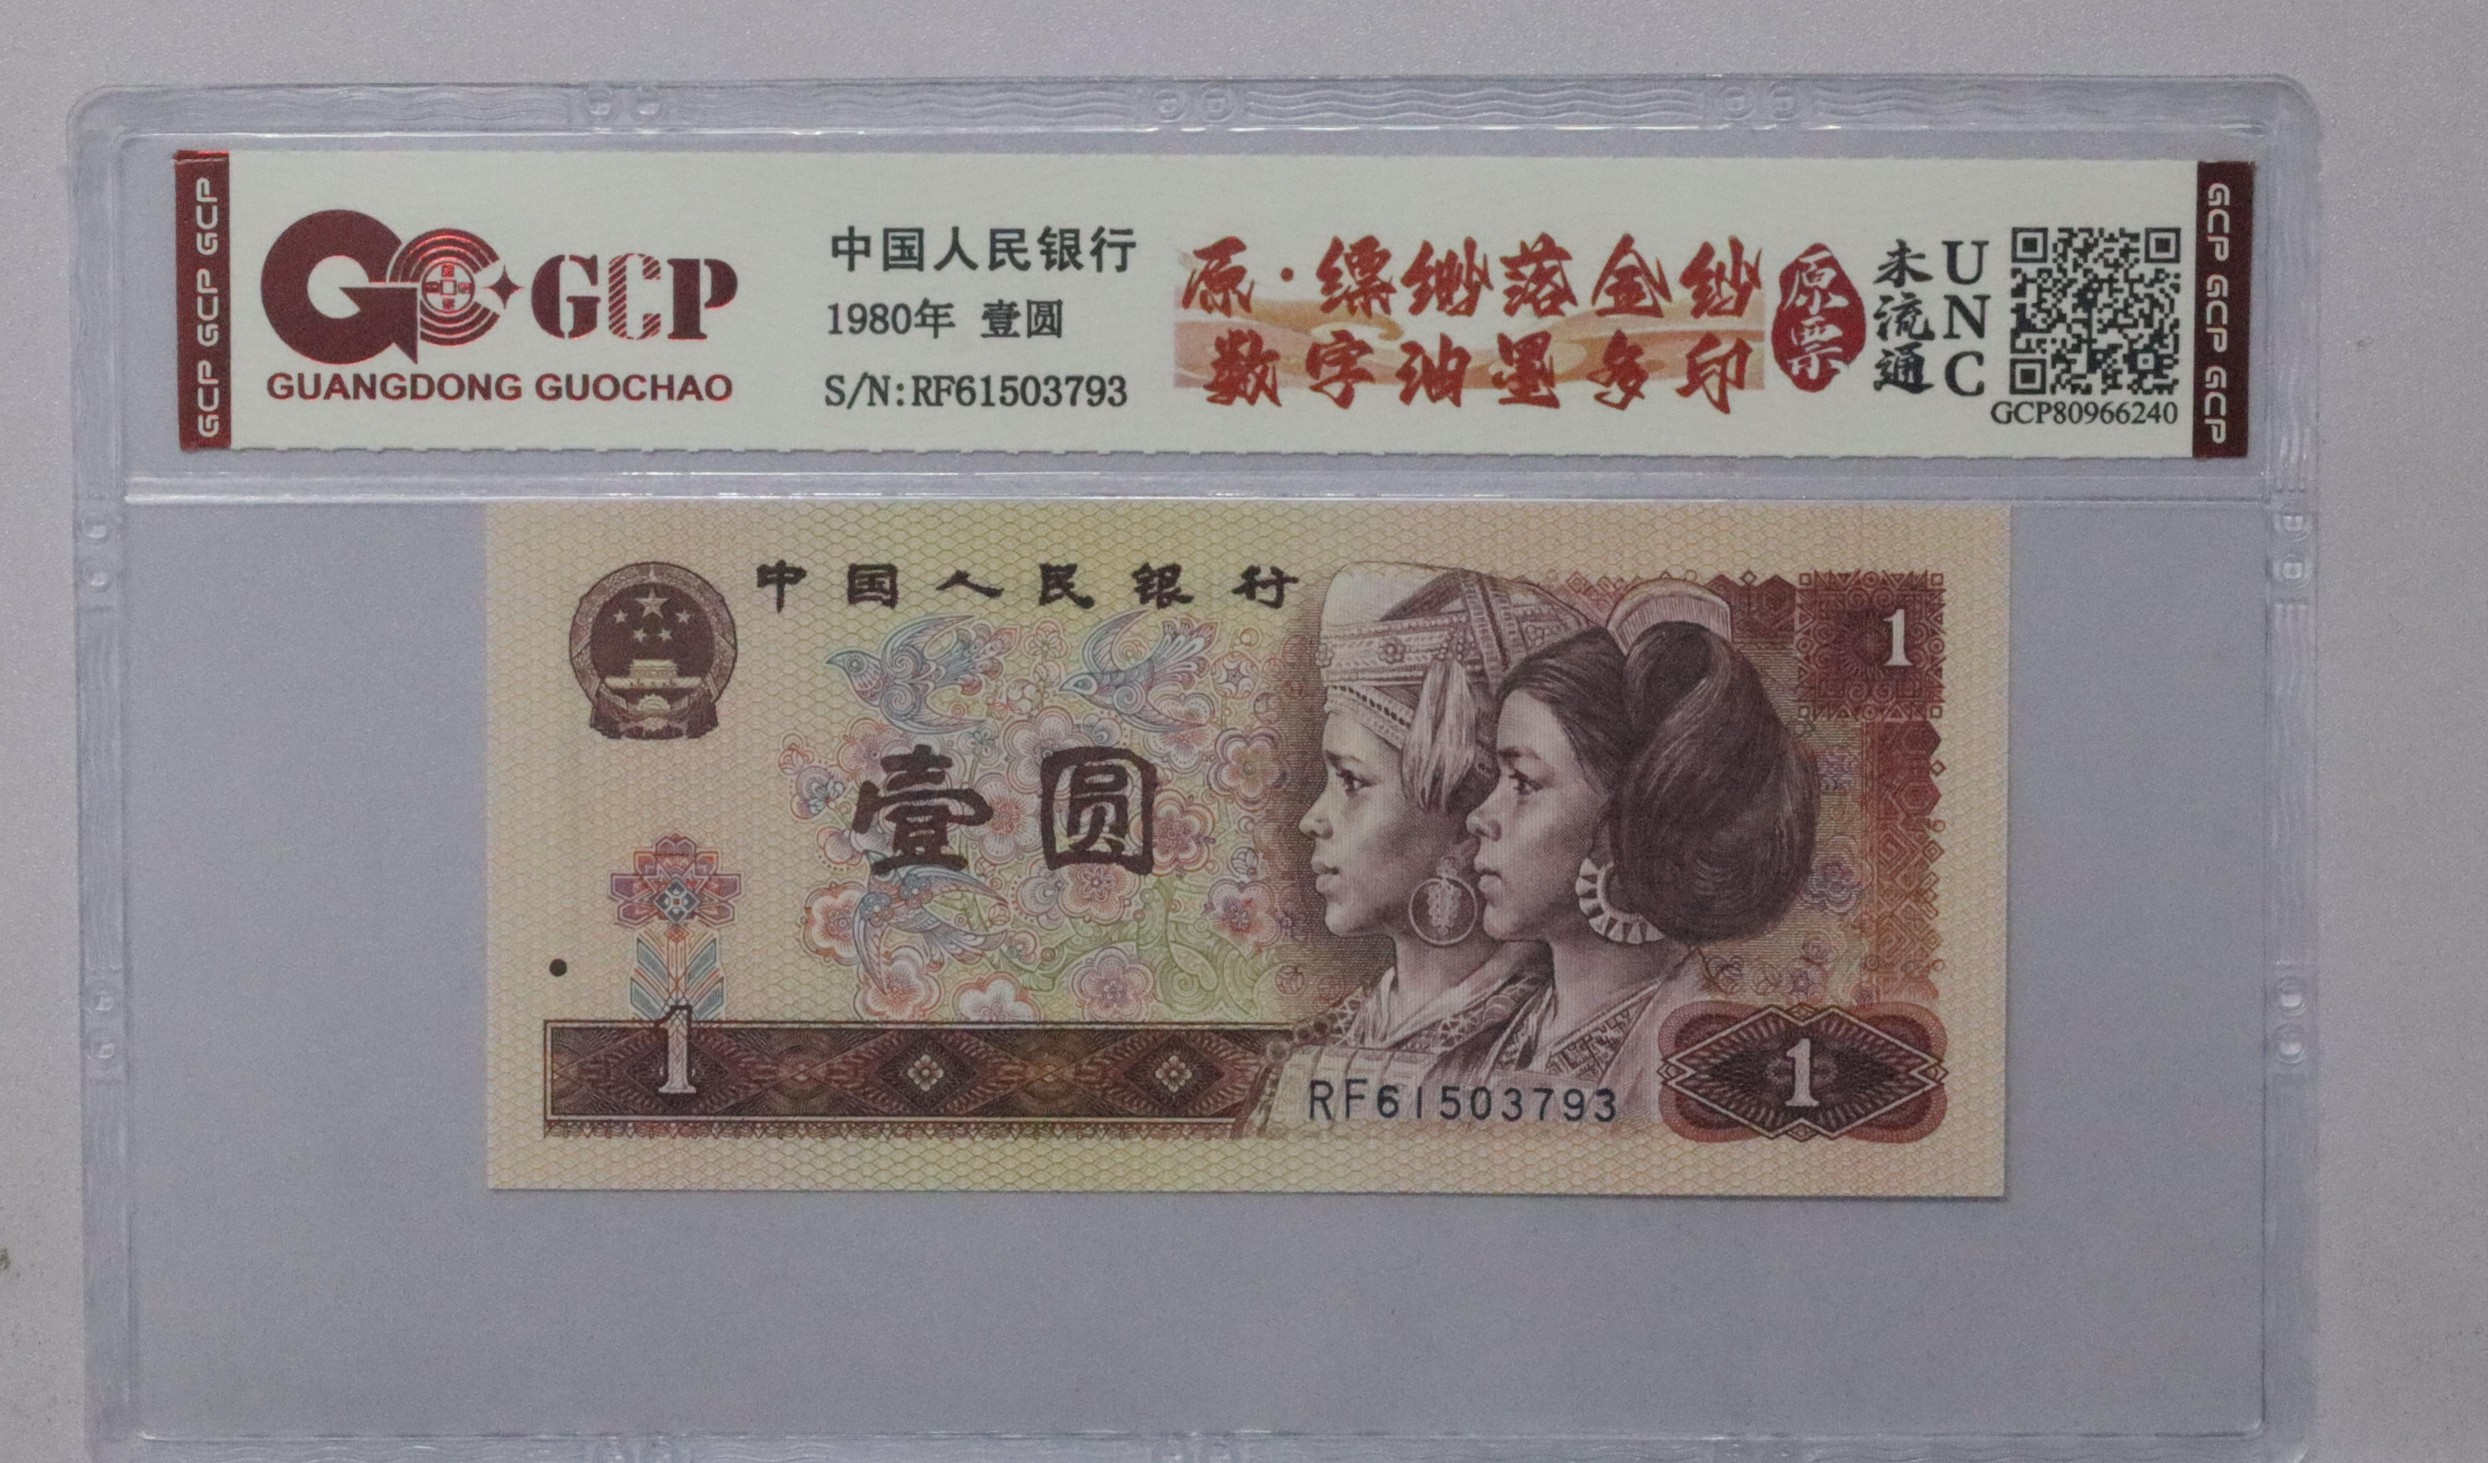 GCP GCP GCP
GCP
GUANGDONG GUOCHAO
中国人民银行
1980年 壹圆
S/N:RF61503793
原·缥缈落金纱
数字油墨多印
原票
未流通
UNC
GCP80966240
GCP GCP GCP
中国人民银行
1
壹圆
1
RF61503793
1